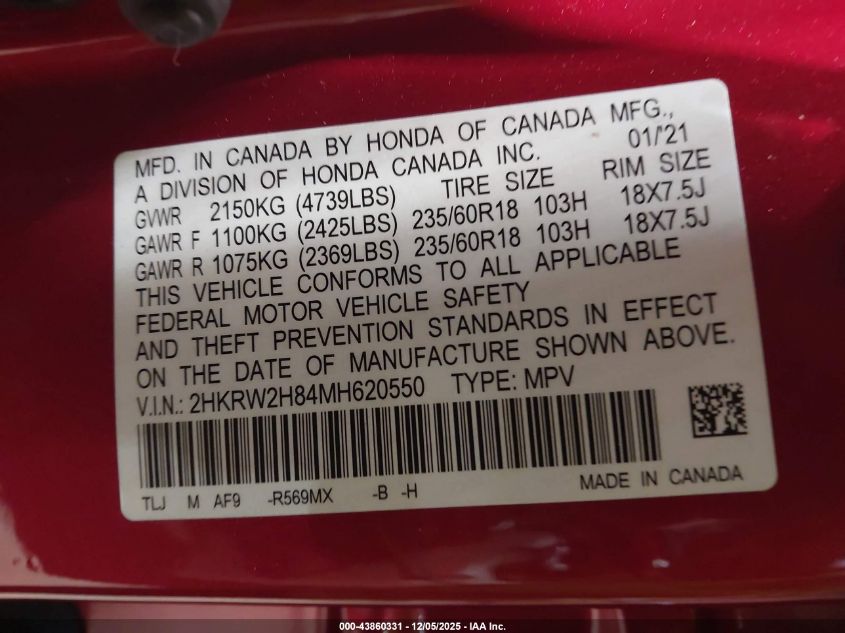 MFD. IN CANADA BY HONDA OF CANADA MFG.,
A DIVISION OF HONDA CANADA INC. 01/'21
GVWR 2150KG (4739LBS) TIRE SIZE RIM SIZE
GAWR F 1100KG (2425LBS) 235/60R18 103H 18X7.5J
GAWR R 1075KG (2369LBS) 235/60R18 103H 18X7.5J
THIS VEHICLE CONFORMS TO ALL APPLICABLE
FEDERAL MOTOR VEHICLE SAFETY
AND THEFT PREVENTION STANDARDS IN EFFECT
ON THE DATE OF MANUFACTURE SHOWN ABOVE.
V.I.N.: 2HKRW2H84MH620550 TYPE: MPV
TLJ M AF9 -R569MX -B -H MADE IN CANADA
000-43860331 - 12/05/2025 - IAA Inc.